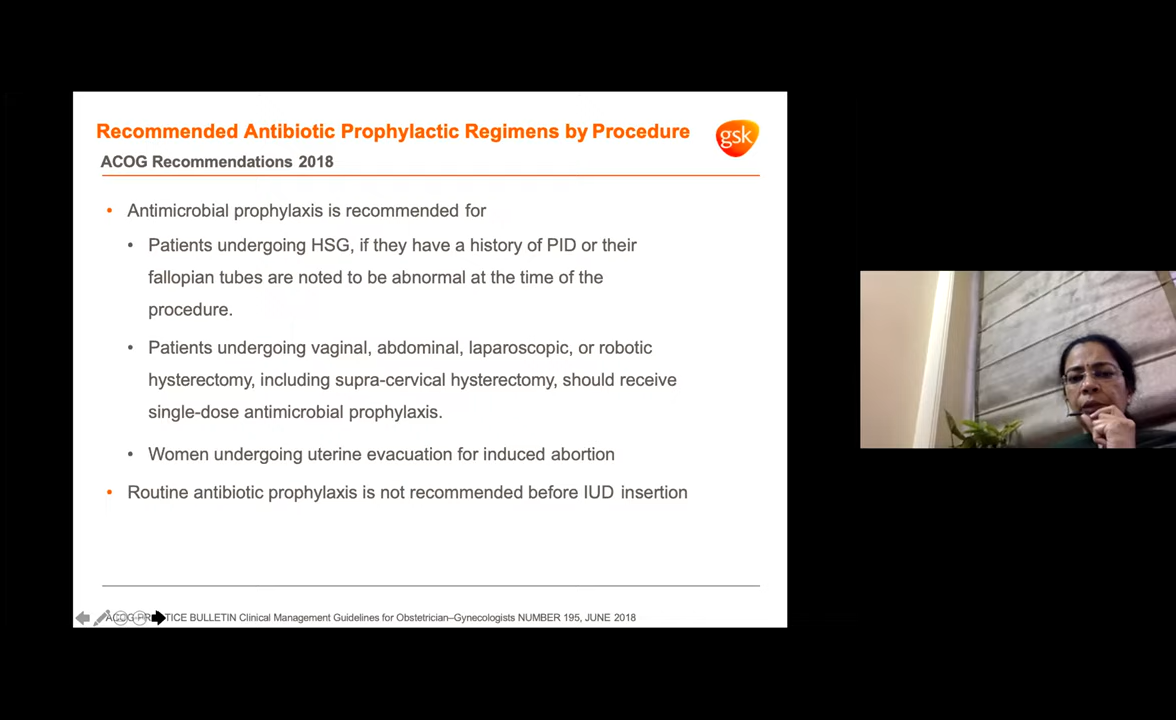 Recommended Antibiotic Prophylactic Regimens by Procedure
gsk
ACOG Recommendations 2018
• Antimicrobial prophylaxis is recommended for
• Patients undergoing HSG, if they have a history of PID or their
fallopian tubes are noted to be abnormal at the time of the
procedure.
• Patients undergoing vaginal, abdominal, laparoscopic, or robotic
hysterectomy, including supra-cervical hysterectomy, should receive
single-dose antimicrobial prophylaxis.
• Women undergoing uterine evacuation for induced abortion
• Routine antibiotic prophylaxis is not recommended before IUD insertion
ACOG PRACTICE BULLETIN Clinical Management Guidelines for Obstetrician–Gynecologists NUMBER 195, JUNE 2018